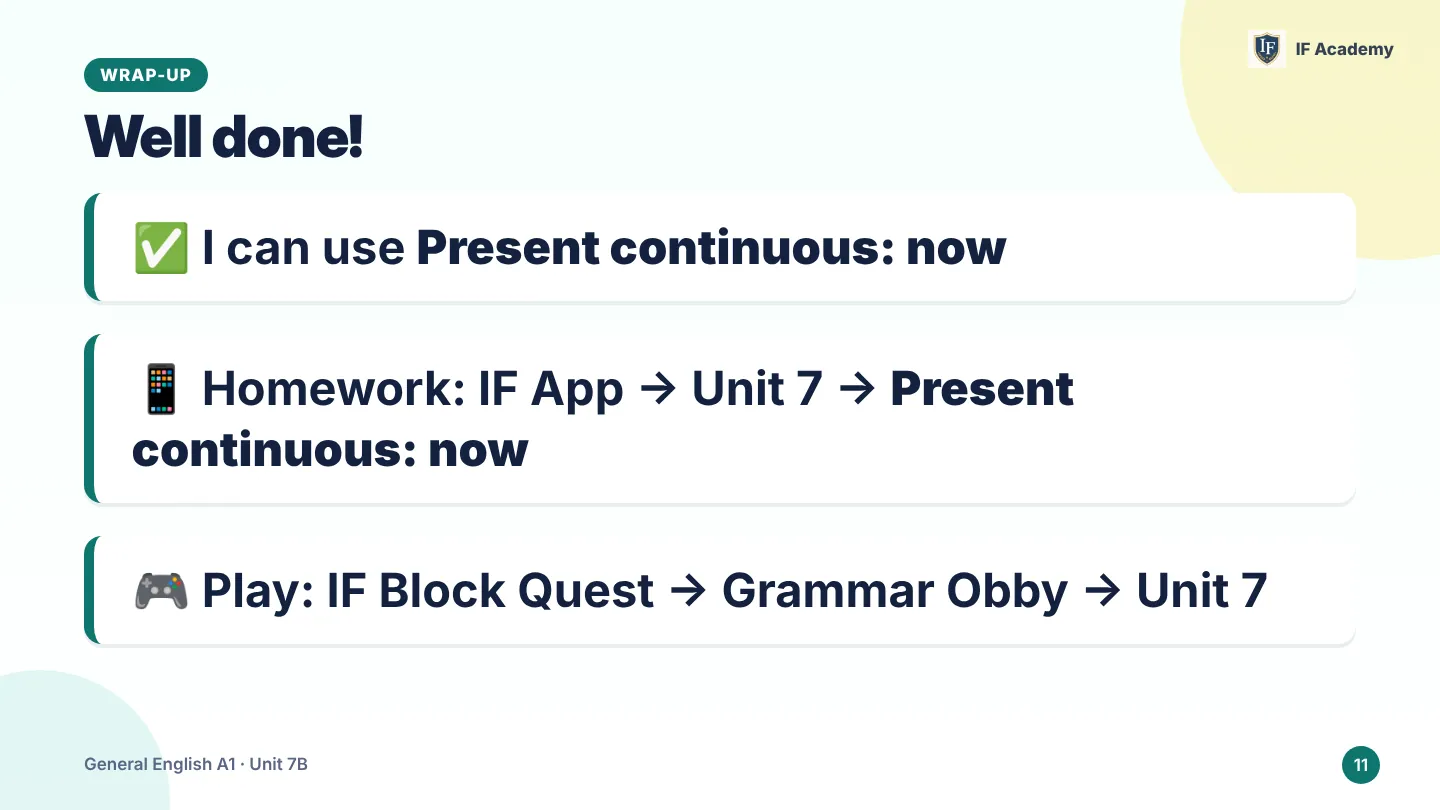 IF Academy
WRAP-UP
Well done!
✅ I can use Present continuous: now
📱 Homework: IF App → Unit 7 → Present
continuous: now
🎮 Play: IF Block Quest → Grammar Obby → Unit 7
General English A1 · Unit 7B
11